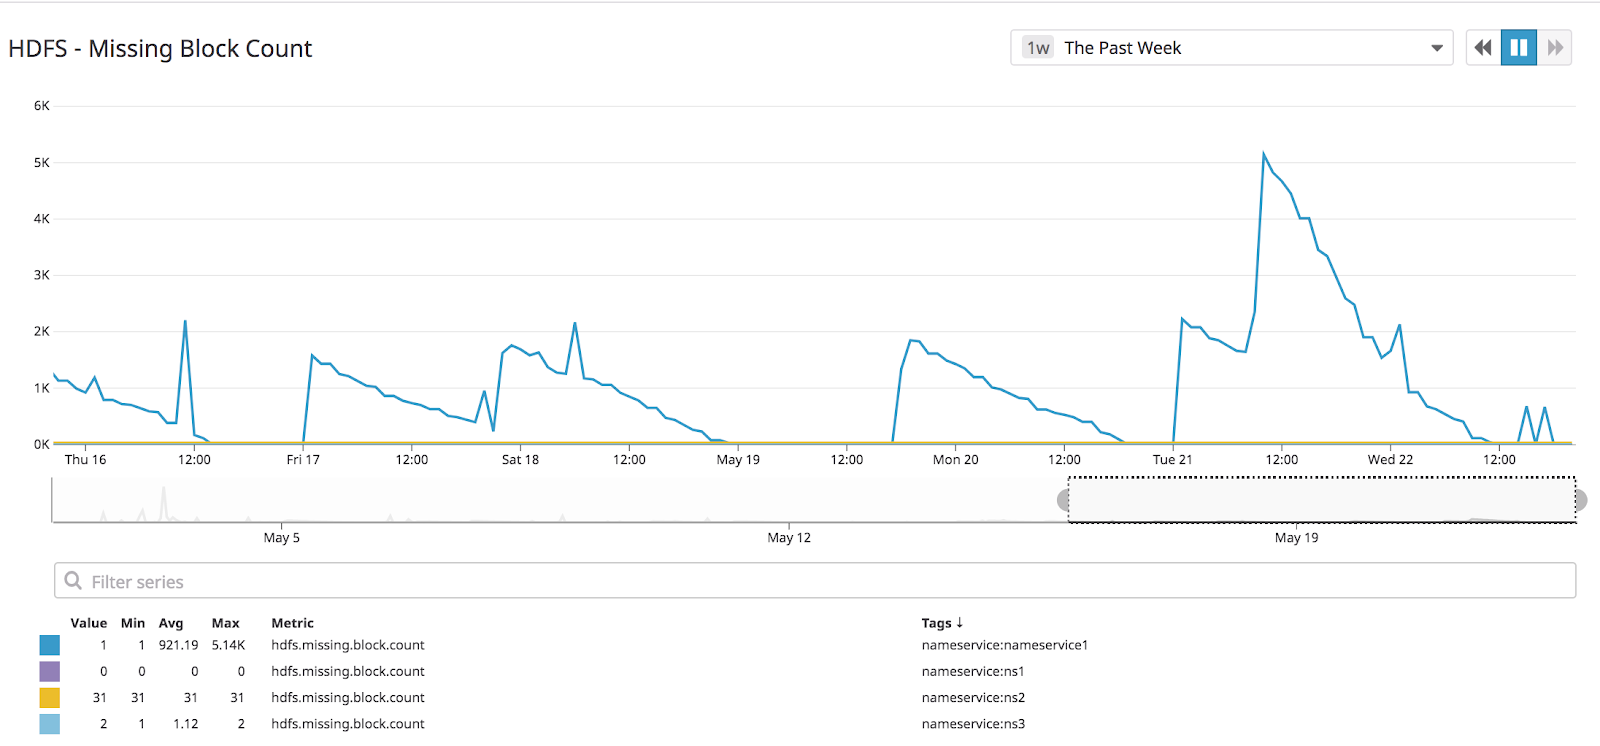 HDFS - Missing Block Count
1w The Past Week
6K
5K
4K
3K
2K
1K
0K
Thu 16 12:00 Fri 17 12:00 Sat 18 12:00 May 19 12:00 Mon 20 12:00 Tue 21 12:00 Wed 22 12:00
May 5 May 12 May 19
Filter series
Value Min Avg Max Metric Tags ↓
1 1 921.19 5.14K hdfs.missing.block.count nameservice:nameservice1
0 0 0 0 hdfs.missing.block.count nameservice:ns1
31 31 31 31 hdfs.missing.block.count nameservice:ns2
2 1 1.12 2 hdfs.missing.block.count nameservice:ns3